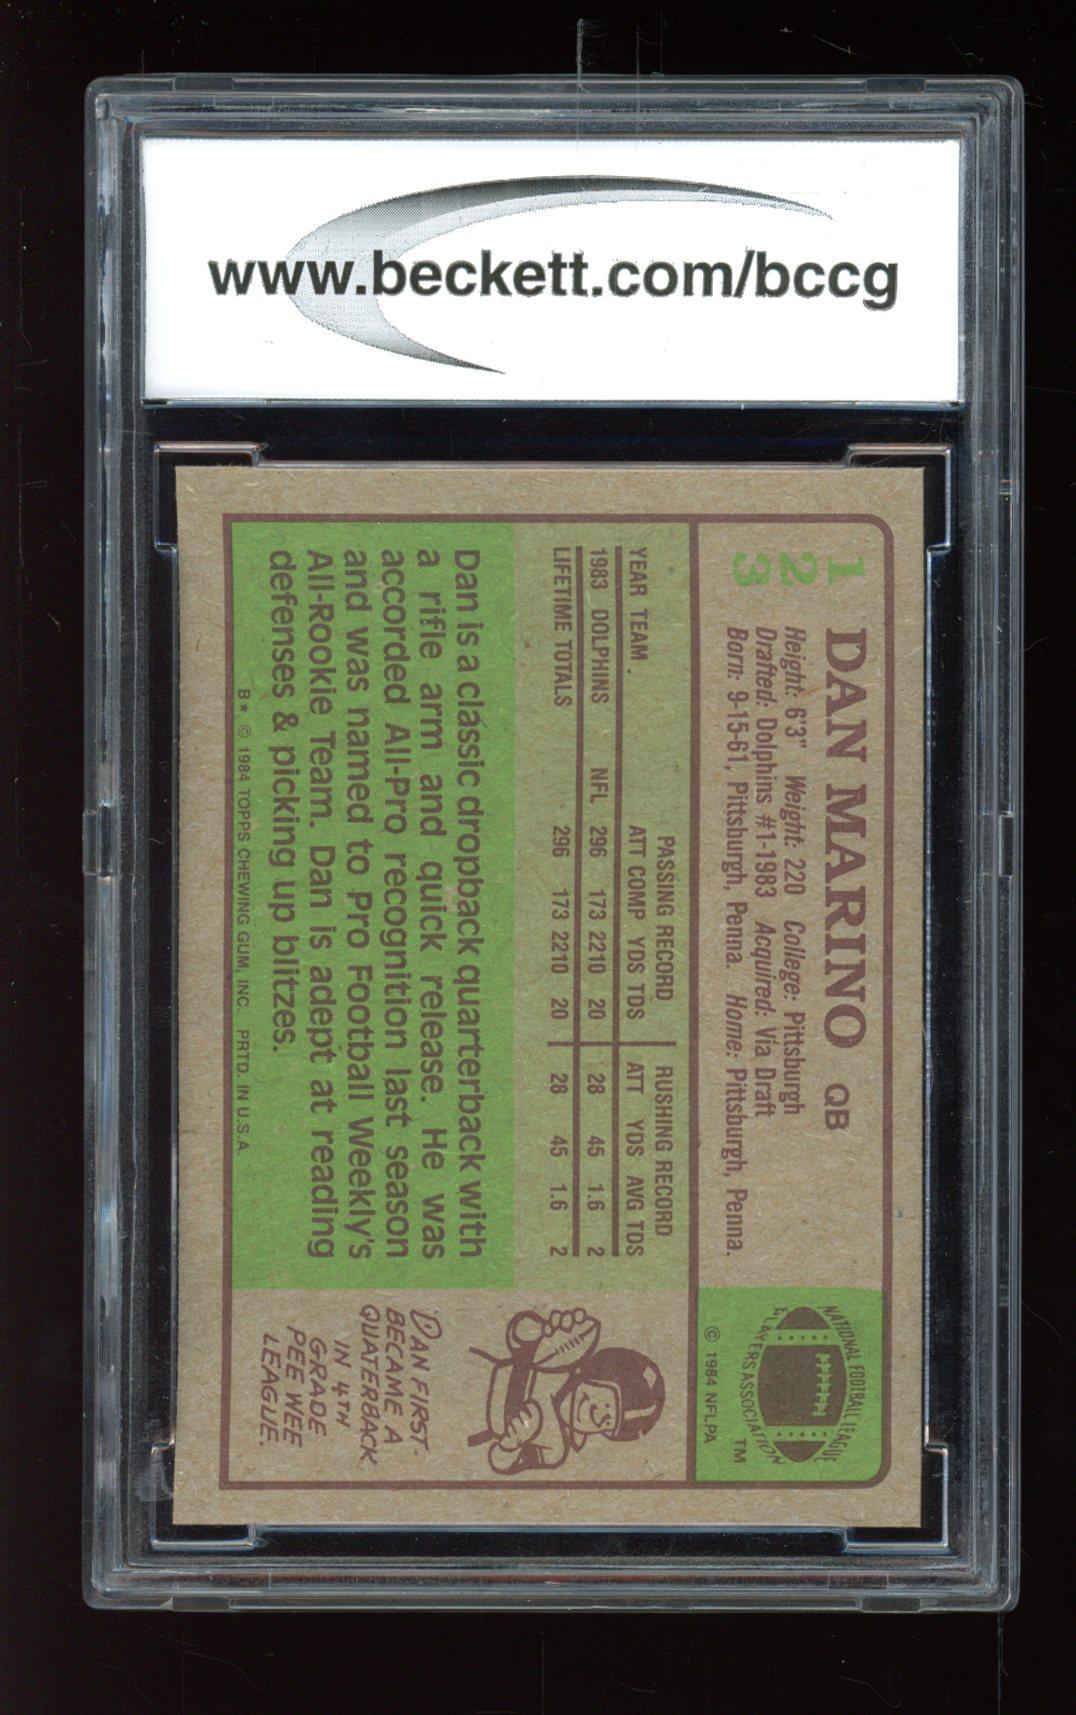 www.beckett.com/bccg
123
DAN MARINO QB
Height: 6'3" Weight: 220 College: Pittsburgh
Drafted: Dolphins #1-1983 Acquired: Via Draft
Born: 9-15-61, Pittsburgh, Penna. Home: Pittsburgh, Penna.
NATIONAL FOOTBALL LEAGUE
PLAYERS ASSOCIATION TM
© 1984 NFLPA
PASSING RECORD RUSHING RECORD
YEAR TEAM. ATT COMP YDS TDS ATT YDS AVG TDS
1983 DOLPHINS NFL 296 173 2210 20 28 45 1.6 2
LIFETIME TOTALS 296 173 2210 20 28 45 1.6 2
Dan is a classic dropback quarterback with
a rifle arm and quick release. He was
accorded All-Pro recognition last season
and was named to Pro Football Weekly's
All-Rookie Team. Dan is adept at reading
defenses & picking up blitzes.
B* © 1984 TOPPS CHEWING GUM, INC. PRTD. IN U.S.A.
DAN FIRST
BECAME A
QUATERBACK
IN 4TH
GRADE
PEE WEE
LEAGUE.